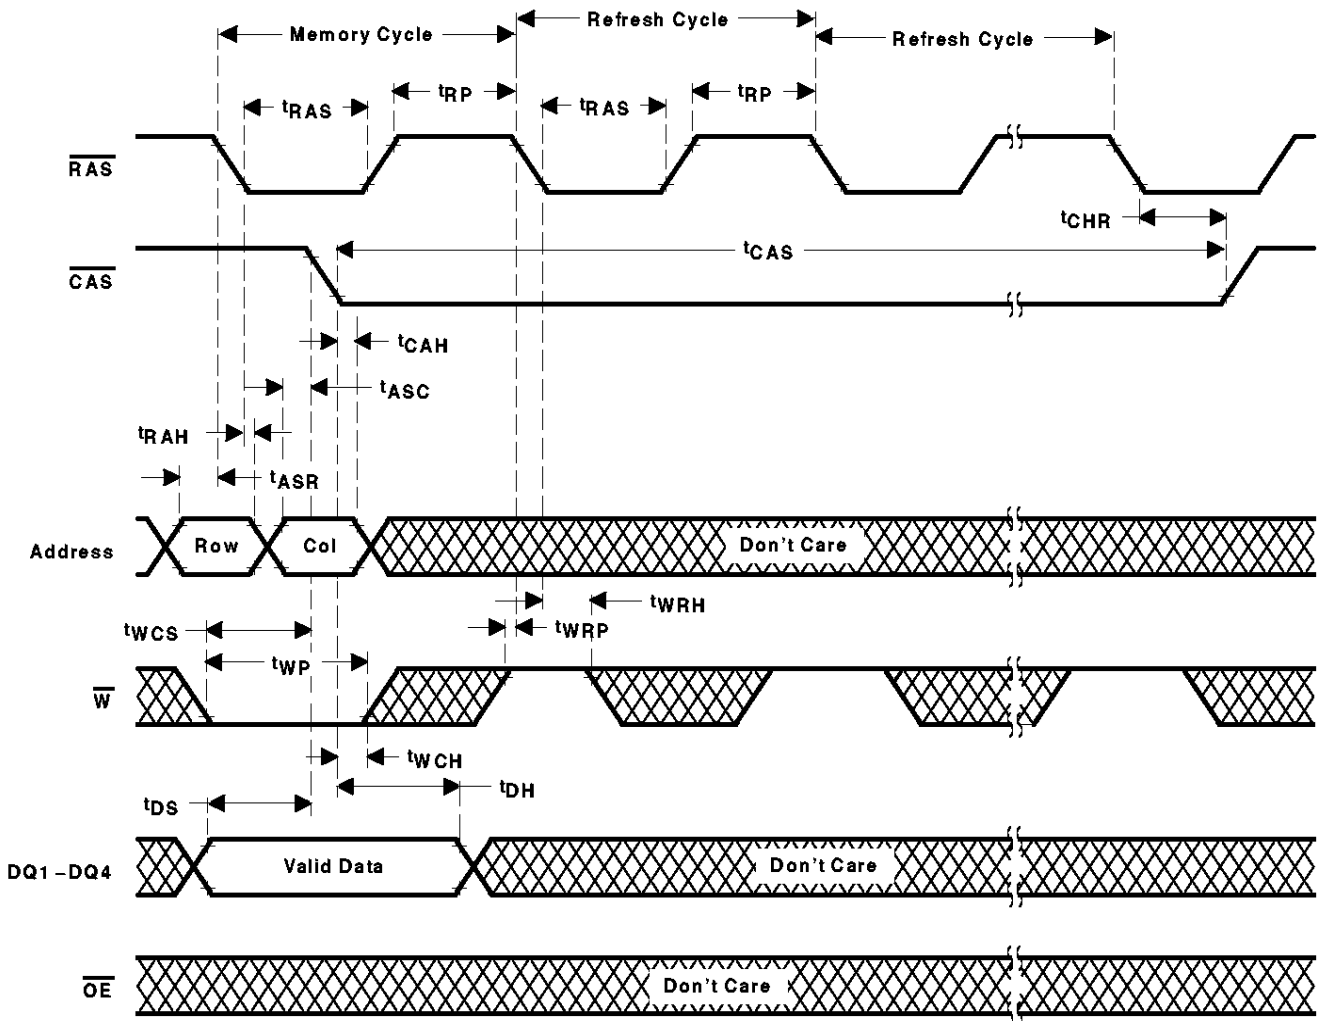 Memory Cycle
Refresh Cycle
Refresh Cycle
tRAS
tRP
tRAS
tRP
RAS
tCHR
tCAS
CAS
tCAH
tASC
tRAH
tASR
Address
Row
Col
Don't Care
tWRH
tWRP
tWCS
tWP
W
tWCH
tDH
tDS
DQ1–DQ4
Valid Data
Don't Care
OE
Don't Care